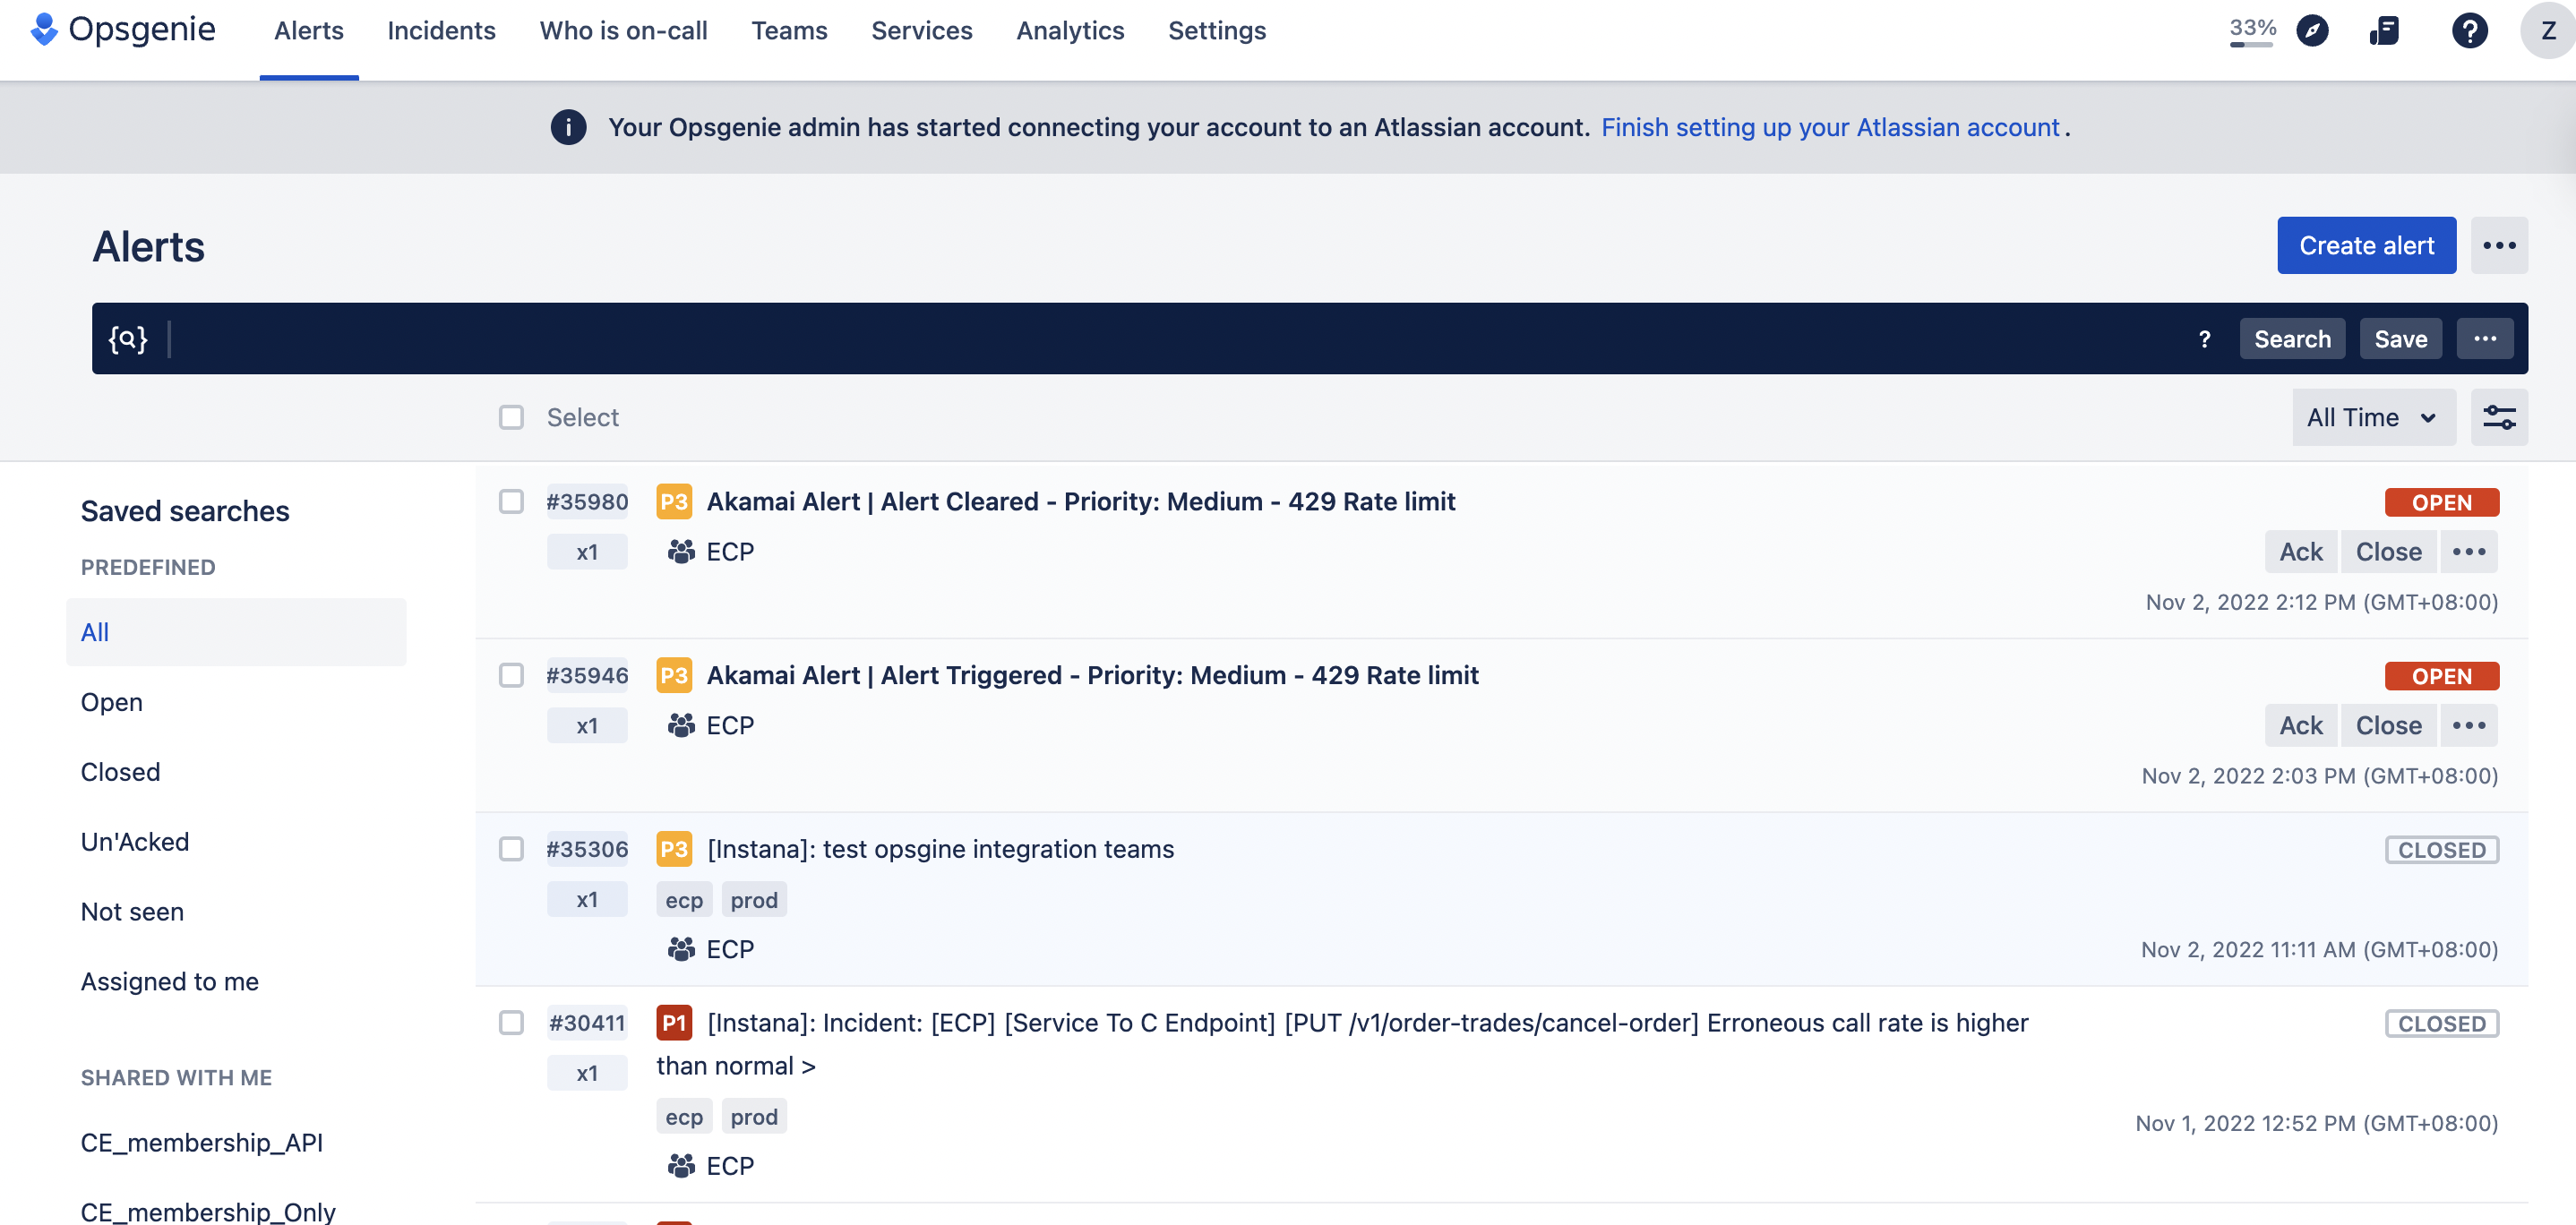 Opsgenie
Alerts
Incidents
Who is on-call
Teams
Services
Analytics
Settings
33%
?
Z
i
Your Opsgenie admin has started connecting your account to an Atlassian account. Finish setting up your Atlassian account.
Alerts
Create alert
•••
?
Search
Save
•••
Select
All Time
Saved searches
PREDEFINED
All
Open
Closed
Un'Acked
Not seen
Assigned to me
SHARED WITH ME
CE_membership_API
CE_membership_Only
#35980
P3
Akamai Alert | Alert Cleared - Priority: Medium - 429 Rate limit
OPEN
x1
ECP
Ack
Close
•••
Nov 2, 2022 2:12 PM (GMT+08:00)
#35946
P3
Akamai Alert | Alert Triggered - Priority: Medium - 429 Rate limit
OPEN
x1
ECP
Ack
Close
•••
Nov 2, 2022 2:03 PM (GMT+08:00)
#35306
P3
[Instana]: test opsgine integration teams
CLOSED
x1
ecp
prod
ECP
Nov 2, 2022 11:11 AM (GMT+08:00)
#30411
P1
[Instana]: Incident: [ECP] [Service To C Endpoint] [PUT /v1/order-trades/cancel-order] Erroneous call rate is higher
than normal >
CLOSED
x1
ecp
prod
ECP
Nov 1, 2022 12:52 PM (GMT+08:00)